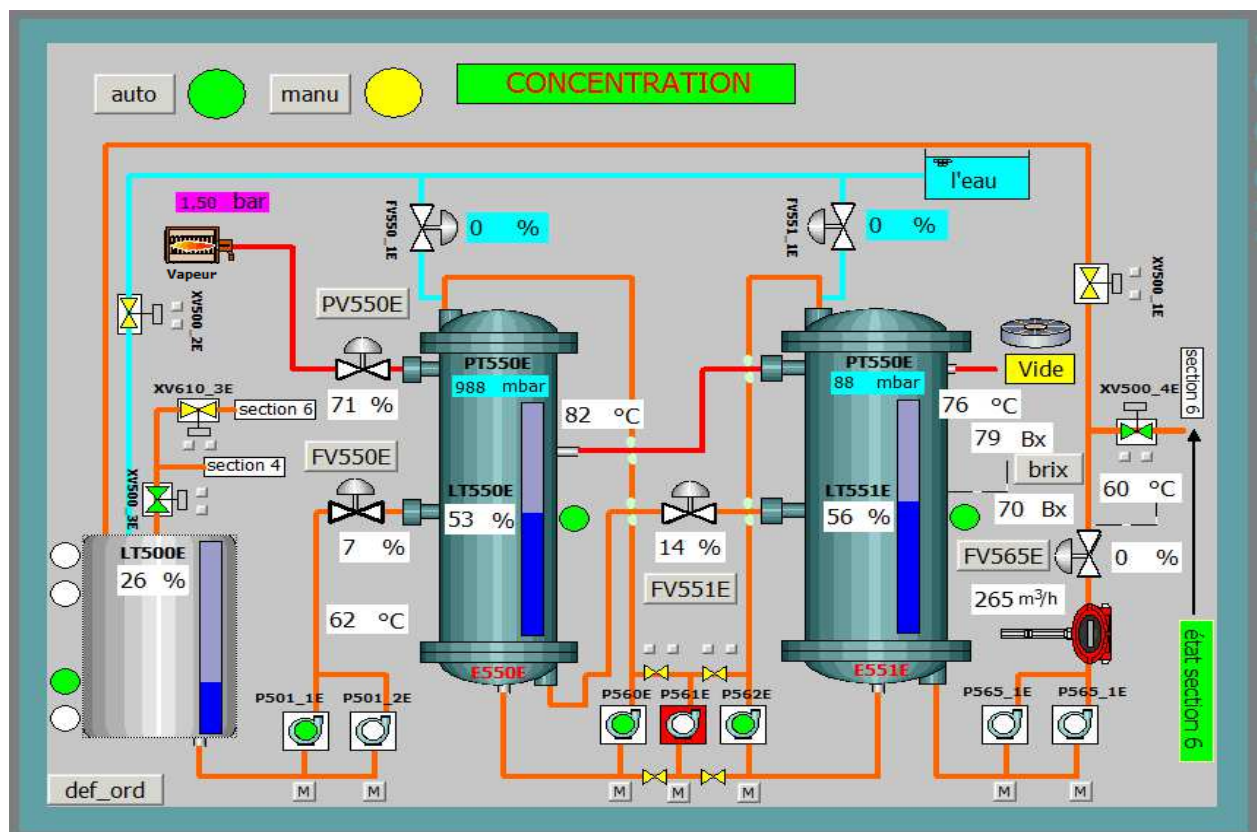 auto
manu
CONCENTRATION
l'eau
1,50 bar
FV550_1E
0 %
FV551_1E
0 %
Vapeur
XV500_2E
XV500_1E
PV550E
71 %
PT550E
988 mbar
82 °C
PT550E
88 mbar
Vide
76 °C
79 Bx
brix
70 Bx
XV500_4E
section 6
60 °C
XV610_3E
section 6
section 4
XV500_3E
FV550E
7 %
LT550E
53 %
14 %
FV551E
LT551E
56 %
FV565E
0 %
265 m³/h
LT500E
26 %
62 °C
E550E
E551E
état section 6
P501_1E
P501_2E
P560E
P561E
P562E
P565_1E
P565_1E
def_ord
M
M
M
M
M
M
M